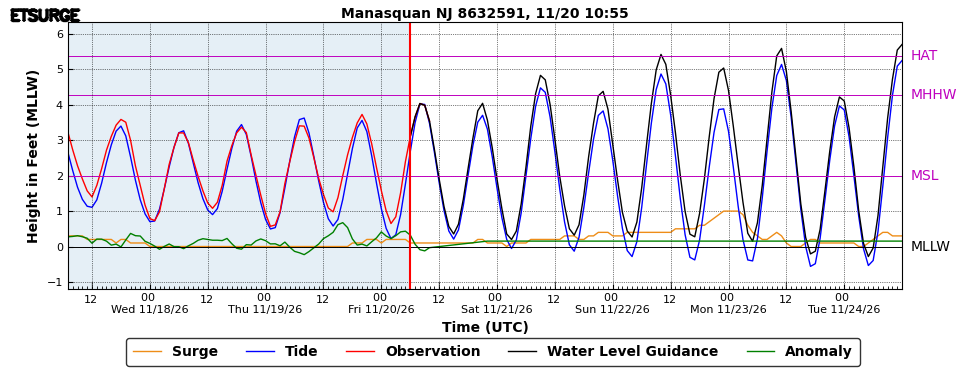 ETSURGE
Manasquan NJ 8632591, 11/20 10:55
Height in Feet (MLLW)
6
5
4
3
2
1
0
−1
HAT
MHHW
MSL
MLLW
12 00 12 00 12 00 12 00 12 00 12 00 12 00
Wed 11/18/26 Thu 11/19/26 Fri 11/20/26 Sat 11/21/26 Sun 11/22/26 Mon 11/23/26 Tue 11/24/26
Time (UTC)
Surge Tide Observation Water Level Guidance Anomaly